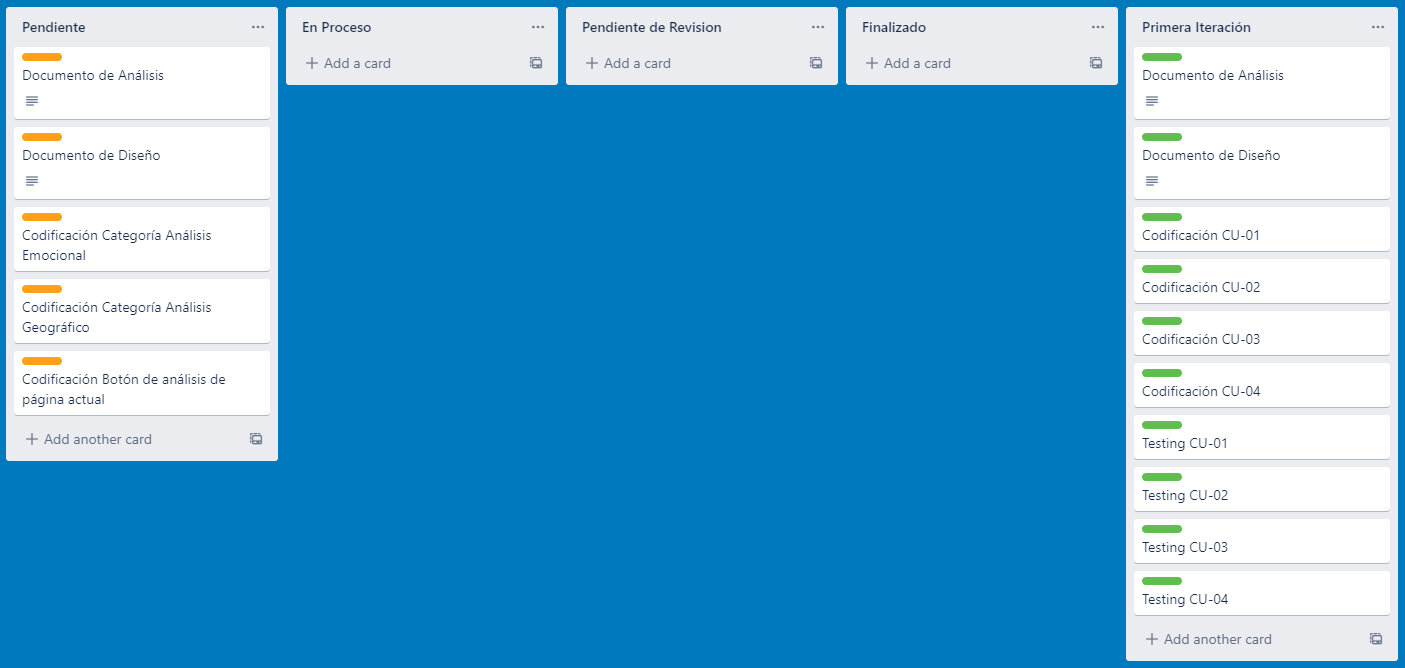 Pendiente
Documento de Análisis
Documento de Diseño
Codificación Categoría Análisis
Emocional
Codificación Categoría Análisis
Geográfico
Codificación Botón de análisis de
página actual
Add another card
En Proceso
Add a card
Pendiente de Revision
Add a card
Finalizado
Add a card
Primera Iteración
Documento de Análisis
Documento de Diseño
Codificación CU-01
Codificación CU-02
Codificación CU-03
Codificación CU-04
Testing CU-01
Testing CU-02
Testing CU-03
Testing CU-04
Add another card